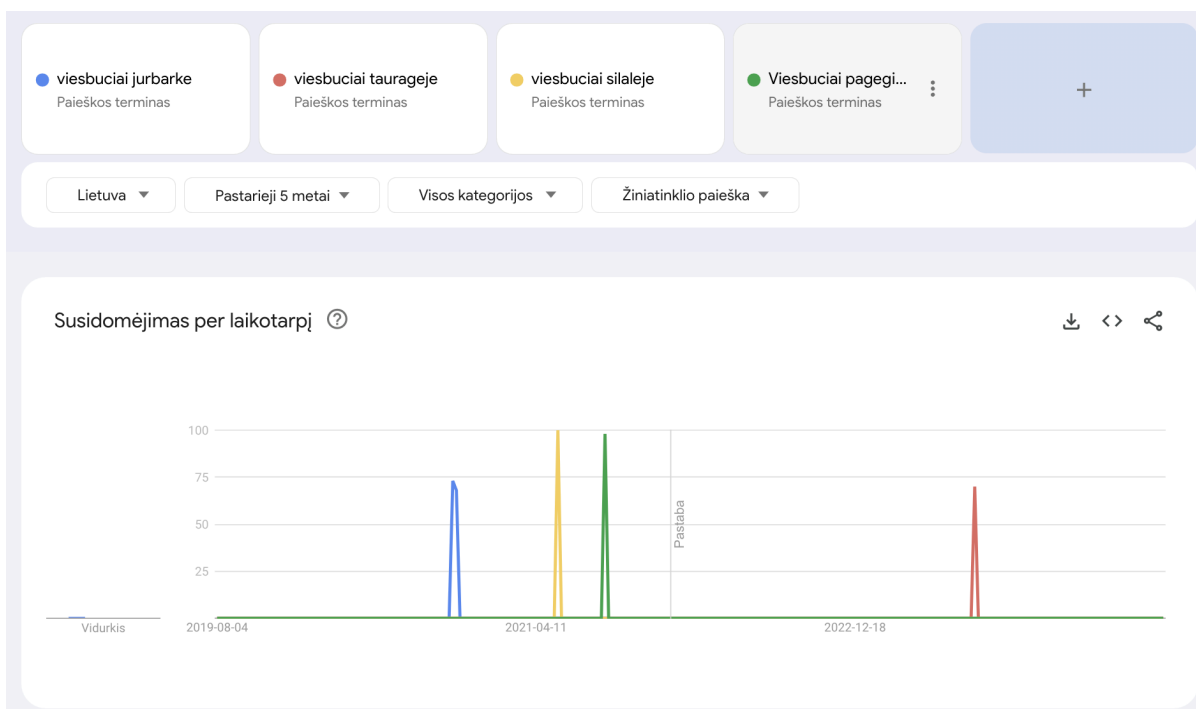 viesbuciai jurbarke
Paieškos terminas
viesbuciai taurageje
Paieškos terminas
viesbuciai silaleje
Paieškos terminas
Viesbuciai pagegi...
Paieškos terminas
+
Lietuva
Pastarieji 5 metai
Visos kategorijos
Žiniatinklio paieška
Susidomėjimas per laikotarpį
100
75
50
25
Pastaba
Vidurkis
2019-08-04
2021-04-11
2022-12-18